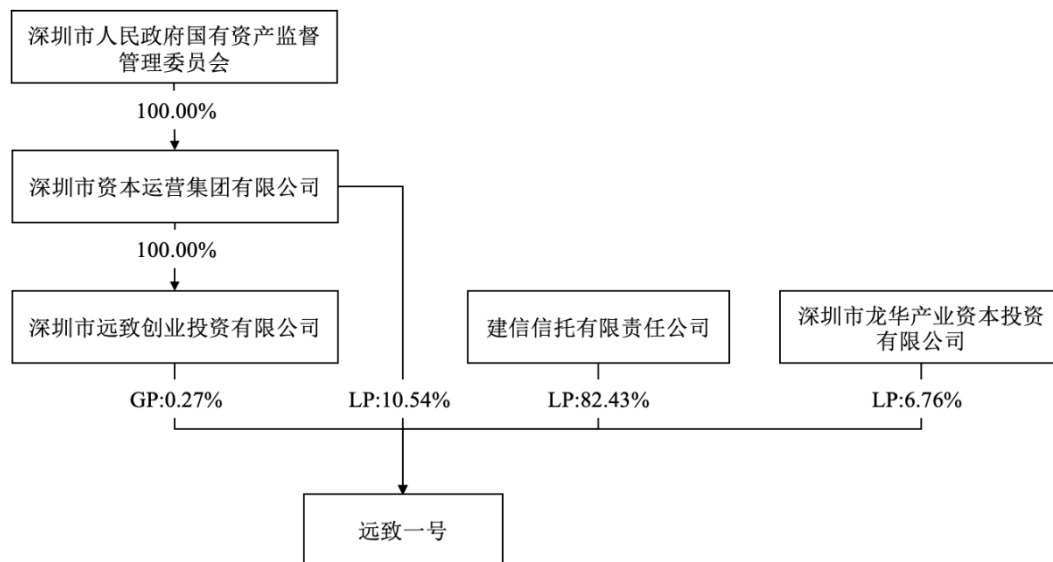 深圳市人民政府国有资产监督
管理委员会
100.00%
深圳市资本运营集团有限公司
100.00%
深圳市远致创业投资有限公司
建信信托有限责任公司
深圳市龙华产业资本投资
有限公司
GP:0.27%
LP:10.54%
LP:82.43%
LP:6.76%
远致一号